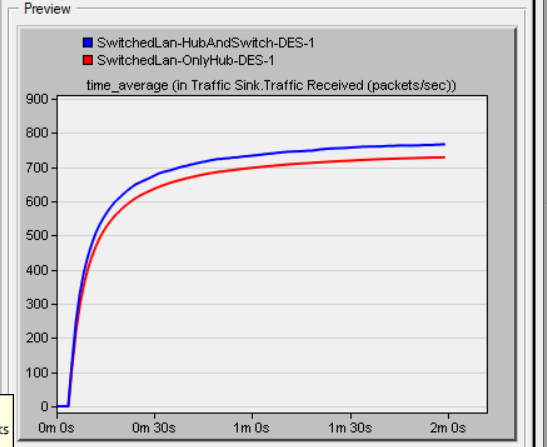 Preview
SwitchedLan-HubAndSwitch-DES-1
SwitchedLan-OnlyHub-DES-1
time_average (in Traffic Sink.Traffic Received (packets/sec))
900
800
700
600
500
400
300
200
100
0
0m 0s 0m 30s 1m 0s 1m 30s 2m 0s